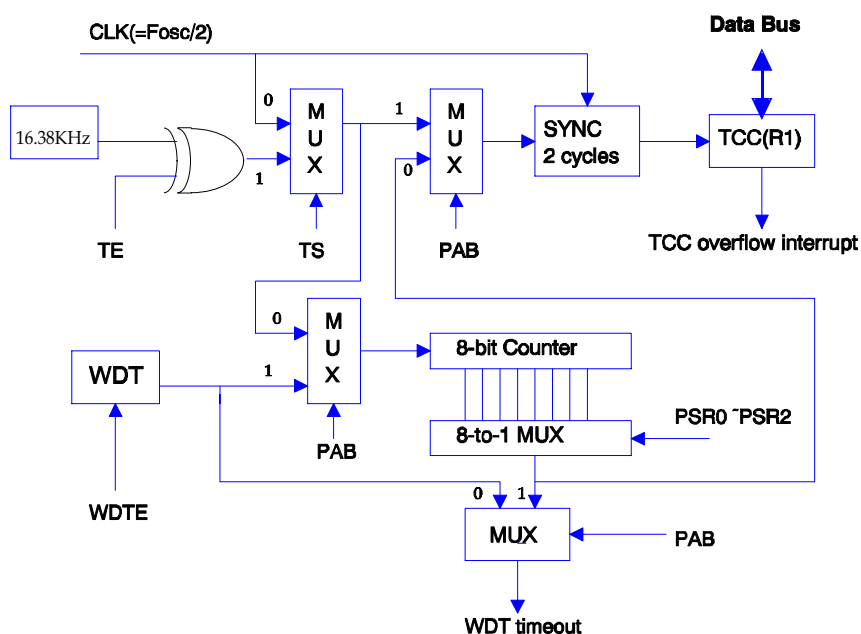 CLK(=Fosc/2)
Data Bus
0
16.38KHz
1
M
U
X
1
0
M
U
X
SYNC
2 cycles
TCC(R1)
TE
TS
PAB
TCC overflow interrupt
0
1
M
U
X
8-bit Counter
WDT
PAB
8-to-1 MUX
PSR0 ~PSR2
WDTE
0
1
MUX
PAB
WDT timeout